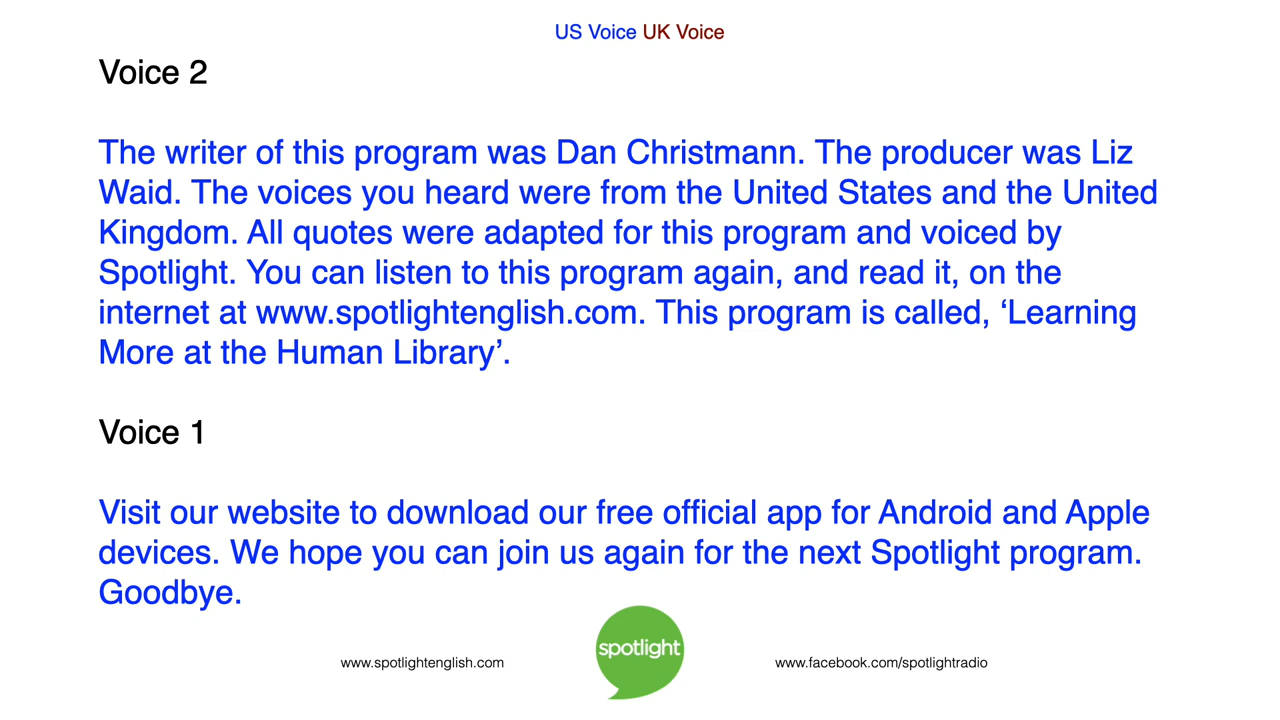 US Voice UK Voice
Voice 2
The writer of this program was Dan Christmann. The producer was Liz
Waid. The voices you heard were from the United States and the United
Kingdom. All quotes were adapted for this program and voiced by
Spotlight. You can listen to this program again, and read it, on the
internet at www.spotlightenglish.com. This program is called, ‘Learning
More at the Human Library’.
Voice 1
Visit our website to download our free official app for Android and Apple
devices. We hope you can join us again for the next Spotlight program.
Goodbye.
www.spotlightenglish.com
spotlight
www.facebook.com/spotlightradio